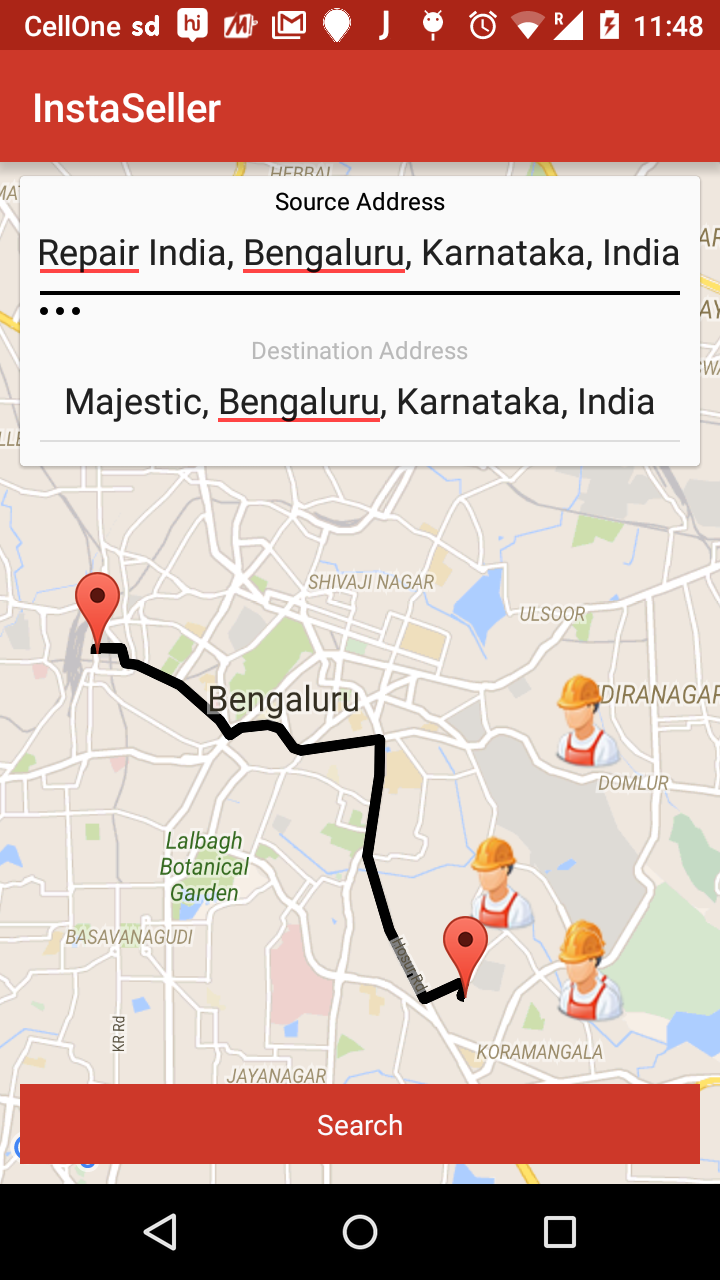 CellOne sd hi R 11:48
InstaSeller
HEBBAL
Source Address
Repair India, Bengaluru, Karnataka, India
Destination Address
Majestic, Bengaluru, Karnataka, India
SHIVAJI NAGAR
ULSOOR
DIRANAGAR
Bengaluru
DOMLUR
Lalbagh
Botanical
Garden
BASAVANAGUDI
Hosur Rd
KR Rd
KORAMANGALA
JAYANAGAR
Search